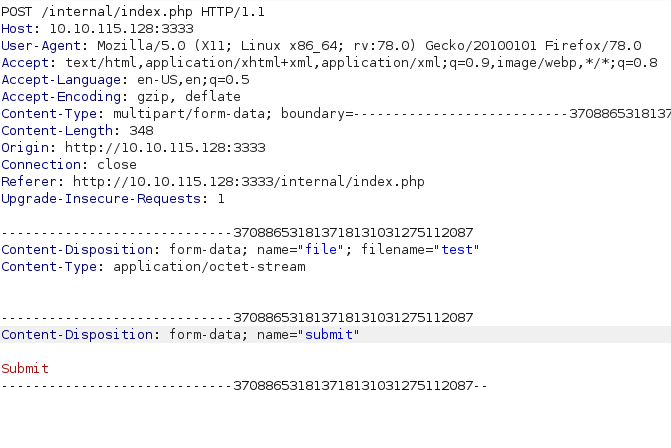 POST /internal/index.php HTTP/1.1
Host: 10.10.115.128:3333
User-Agent: Mozilla/5.0 (X11; Linux x86_64; rv:78.0) Gecko/20100101 Firefox/78.0
Accept: text/html,application/xhtml+xml,application/xml;q=0.9,image/webp,*/*;q=0.8
Accept-Language: en-US,en;q=0.5
Accept-Encoding: gzip, deflate
Content-Type: multipart/form-data; boundary=---------------------------370886531813​7
Content-Length: 348
Origin: http://10.10.115.128:3333
Connection: close
Referer: http://10.10.115.128:3333/internal/index.php
Upgrade-Insecure-Requests: 1
-----------------------------370886531813718131031275112087
Content-Disposition: form-data; name="file"; filename="test"
Content-Type: application/octet-stream
-----------------------------370886531813718131031275112087
Content-Disposition: form-data; name="submit"
Submit
-----------------------------370886531813718131031275112087--